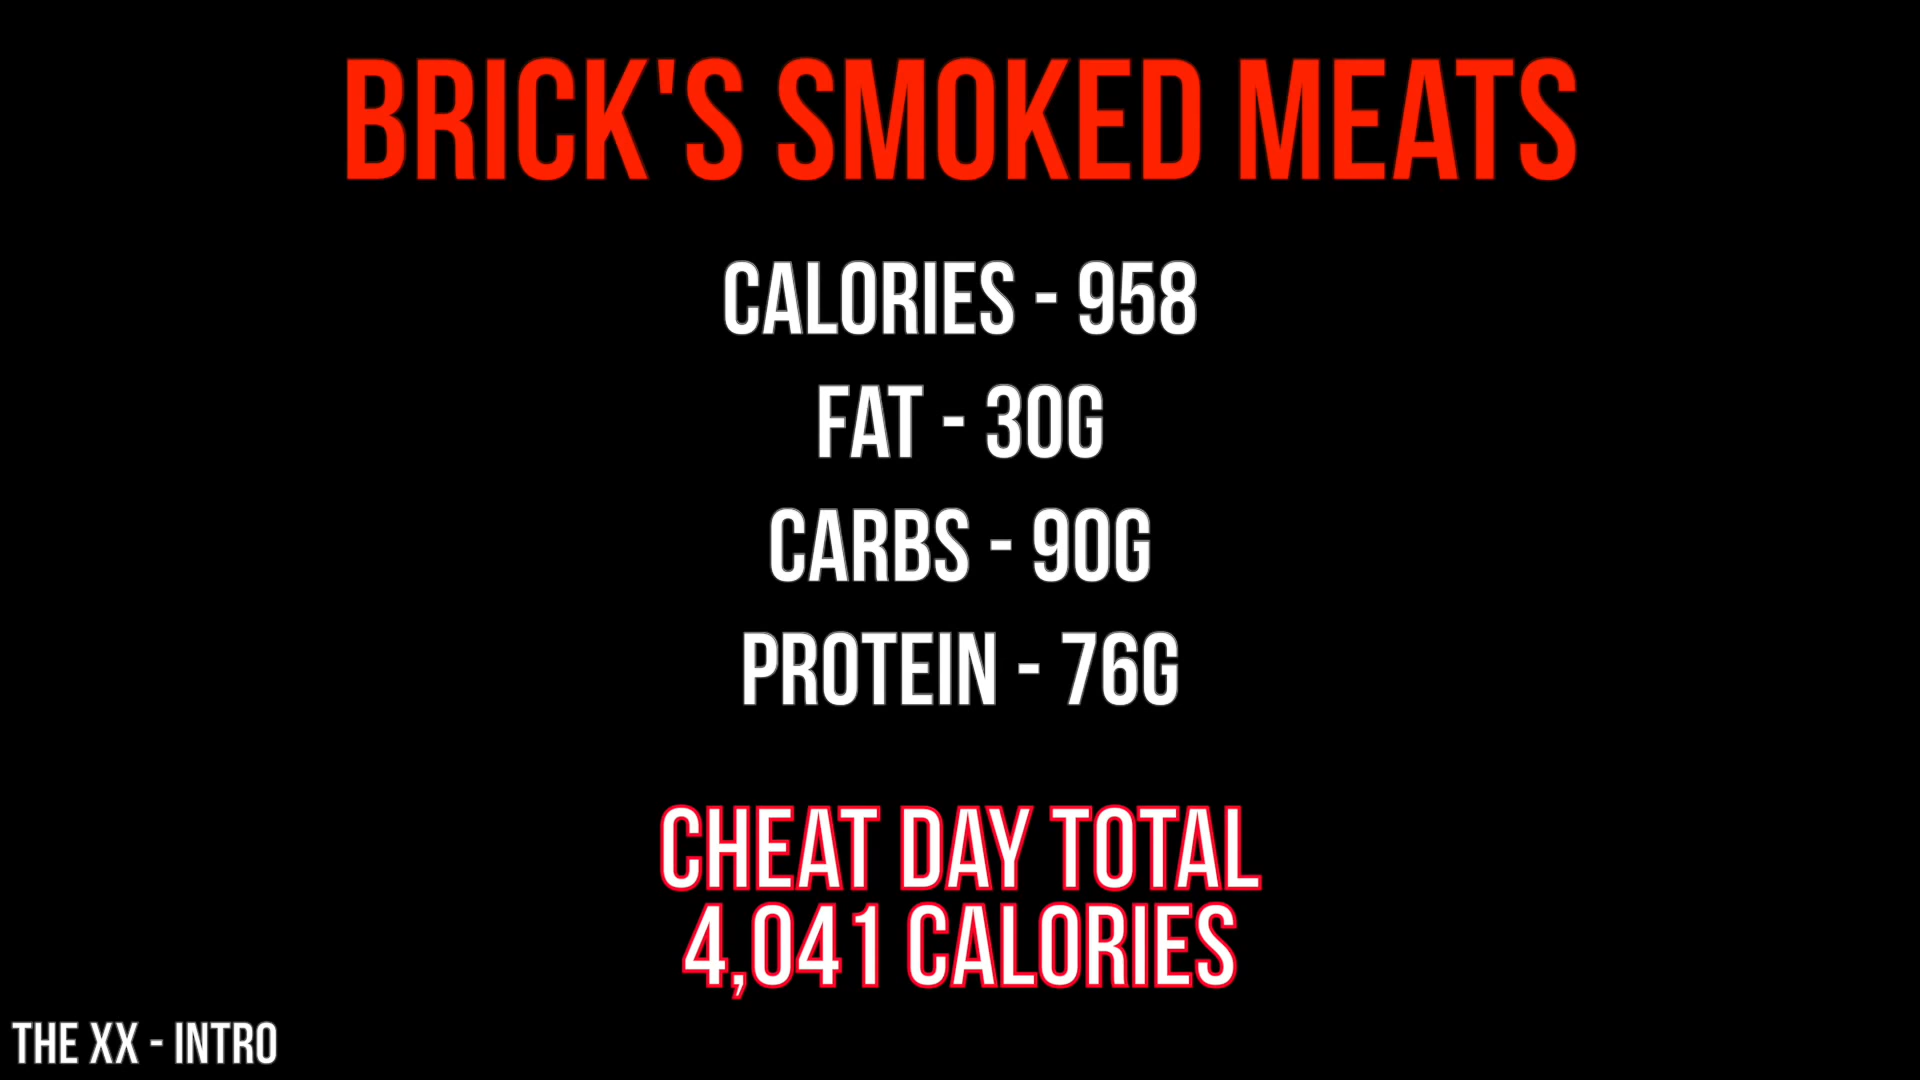 BRICK'S SMOKED MEATS
CALORIES - 958
FAT - 30G
CARBS - 90G
PROTEIN - 76G
CHEAT DAY TOTAL
4,041 CALORIES
THE XX - INTRO